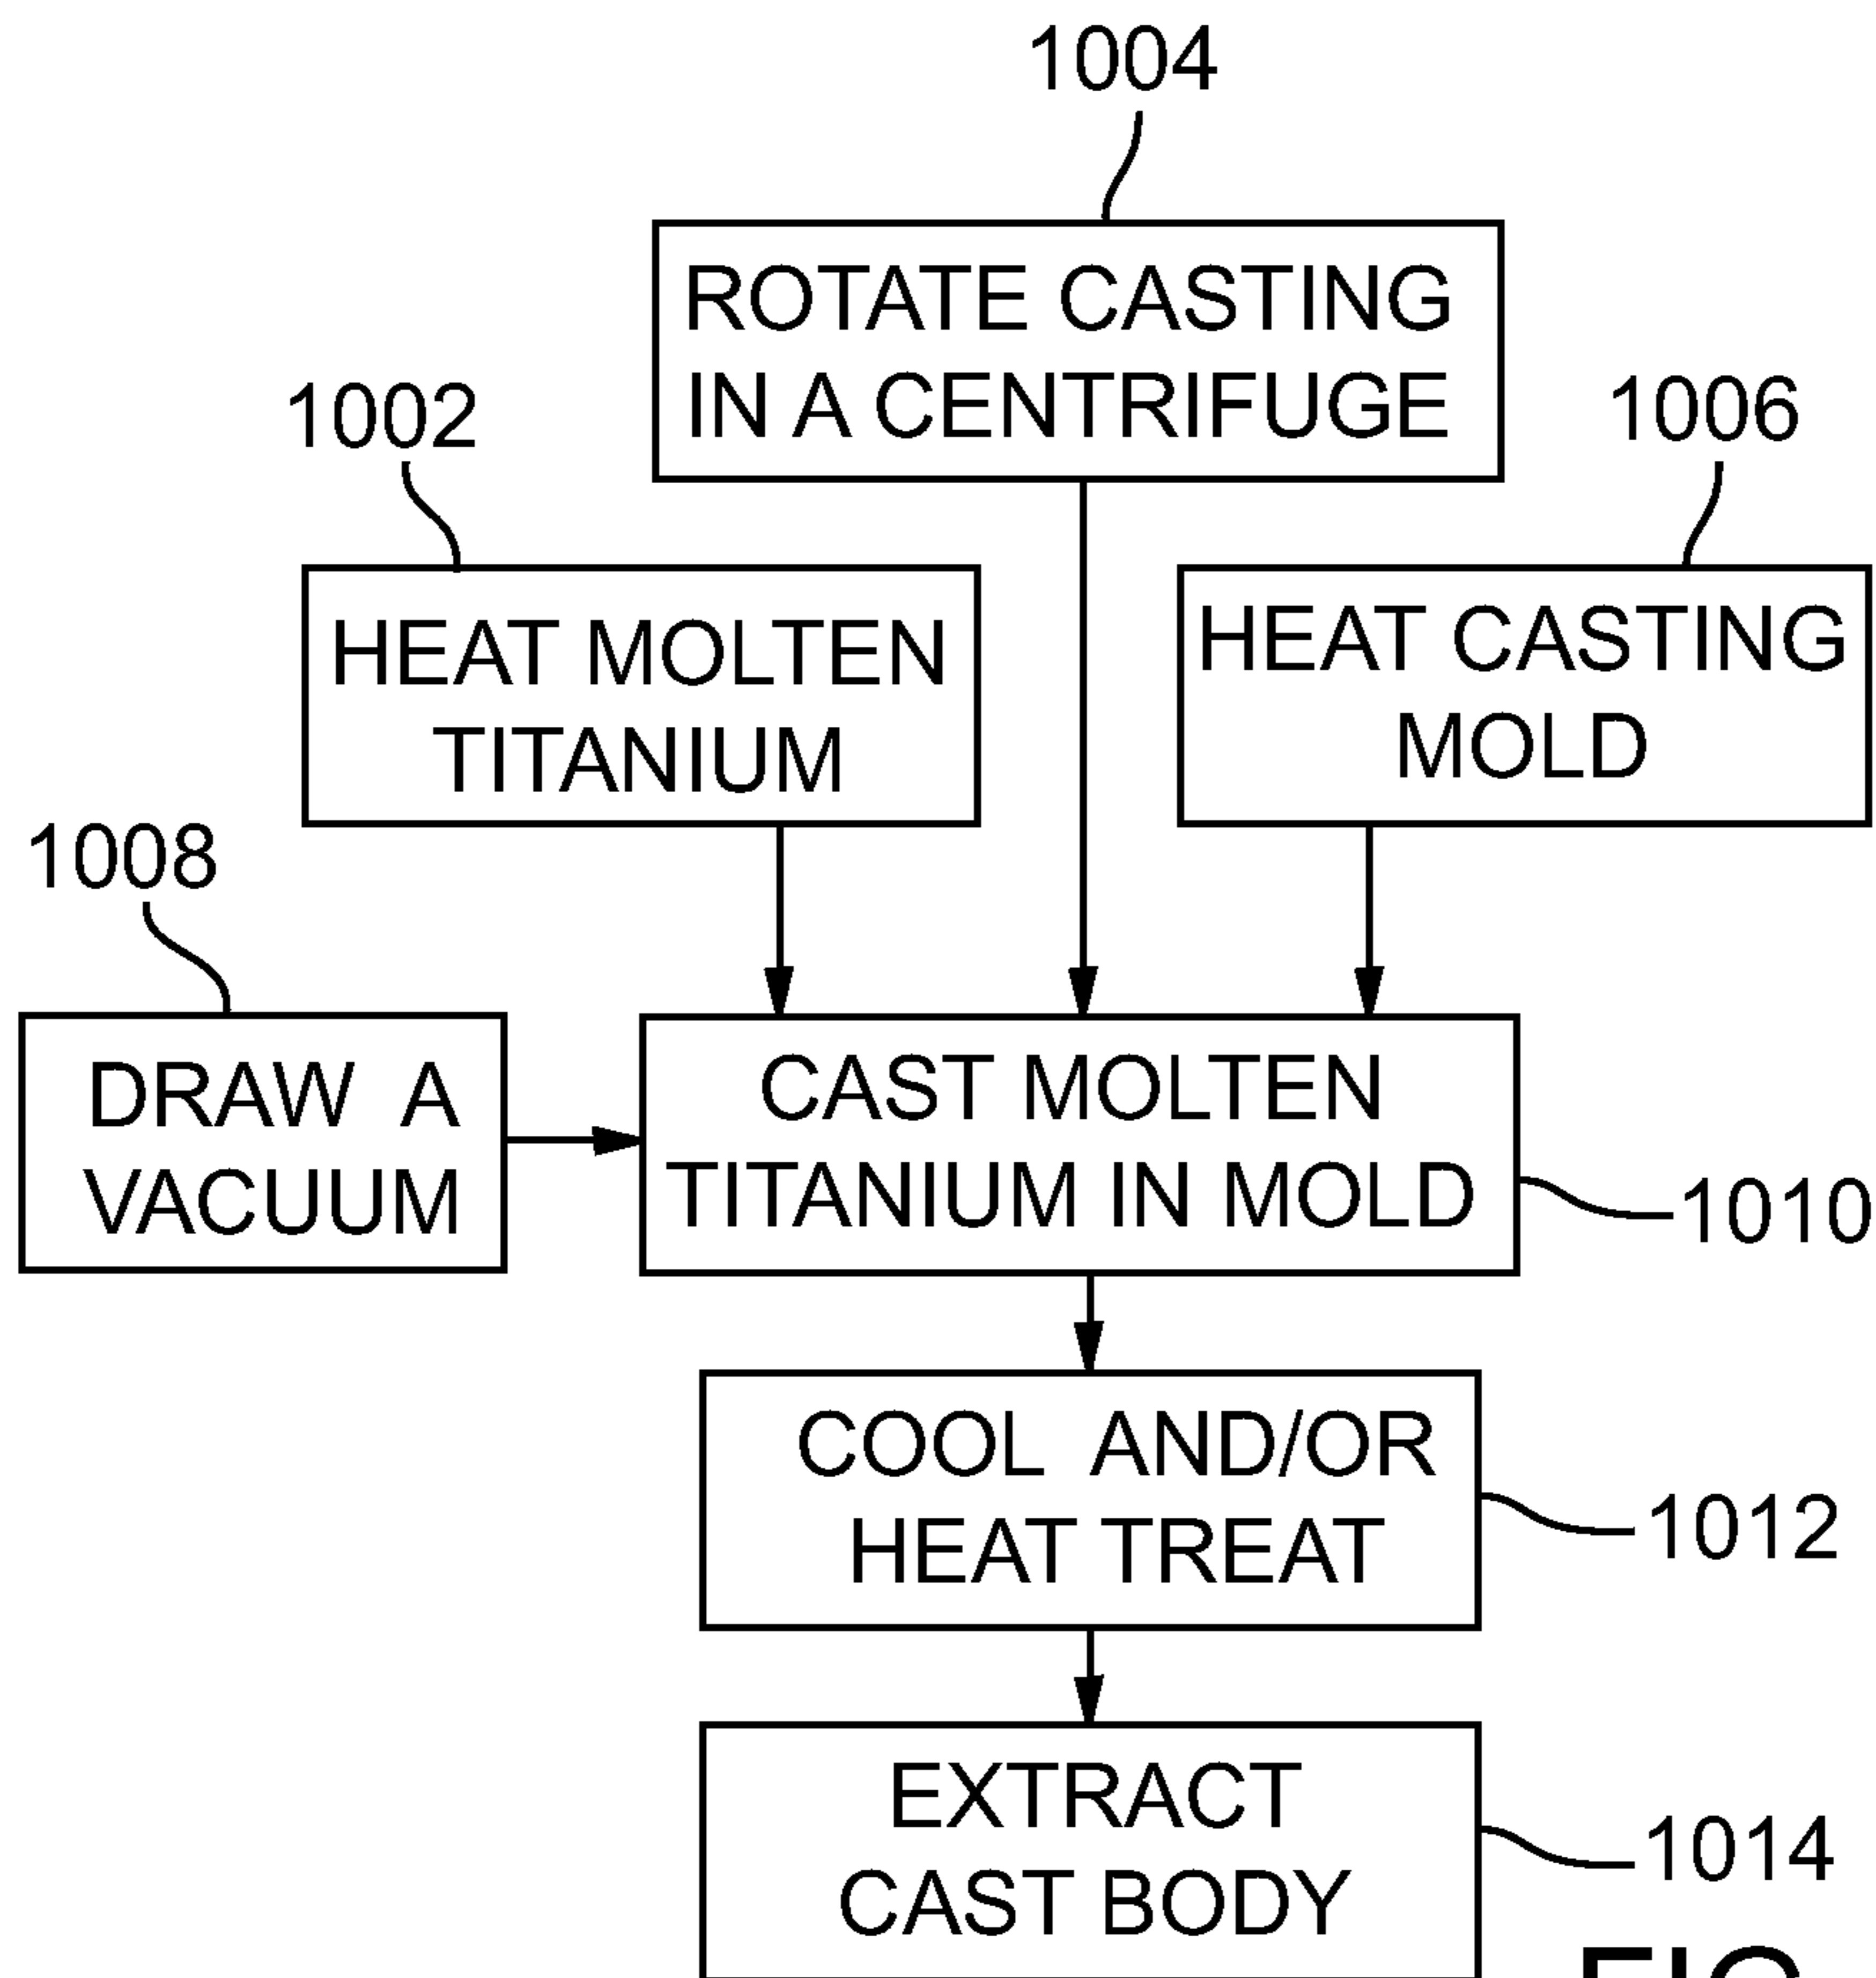 1004
ROTATE CASTING
IN A CENTRIFUGE
1002
1006
HEAT MOLTEN
TITANIUM
HEAT CASTING
MOLD
1008
DRAW A
VACUUM
CAST MOLTEN
TITANIUM IN MOLD
1010
COOL AND/OR
HEAT TREAT
1012
EXTRACT
CAST BODY
1014